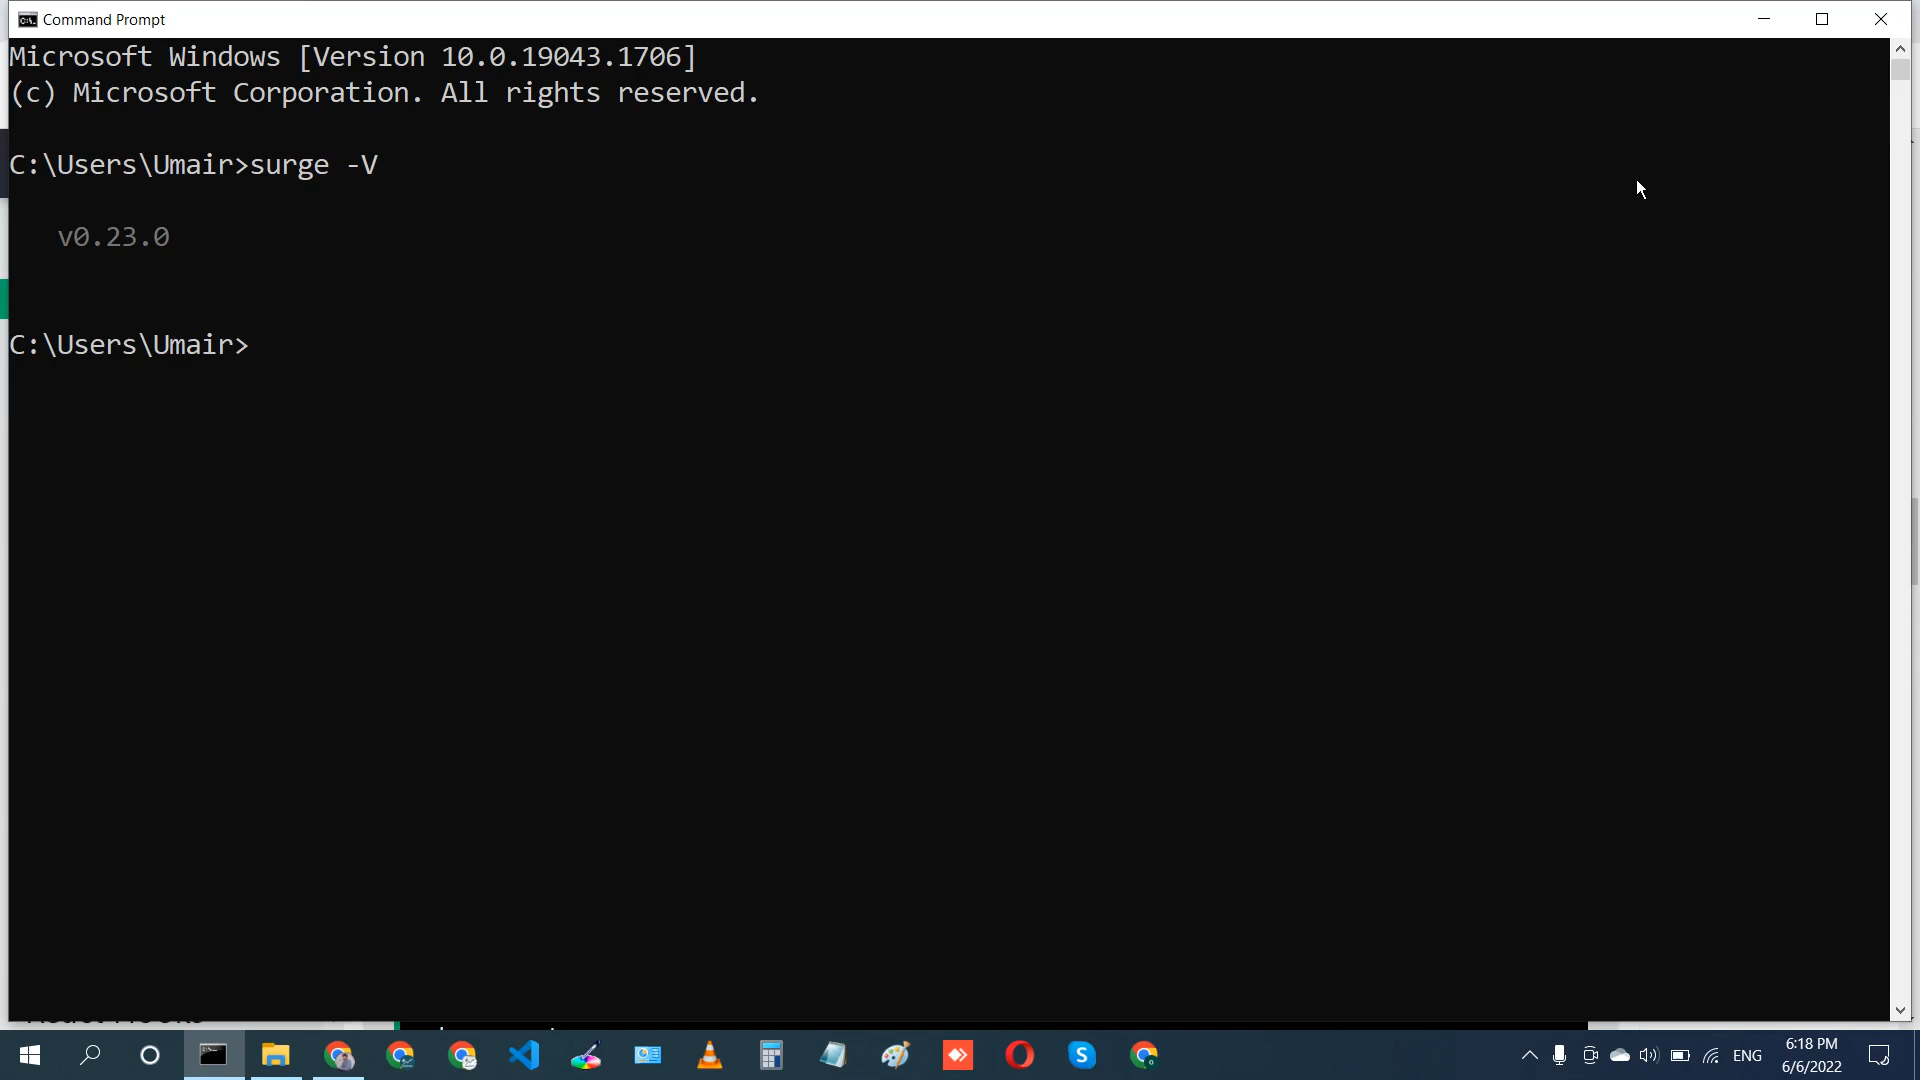 Command Prompt
Microsoft Windows [Version 10.0.19043.1706]
(c) Microsoft Corporation. All rights reserved.
C:\Users\Umair>surge -V
v0.23.0
C:\Users\Umair>
ENG
6:18 PM
6/6/2022